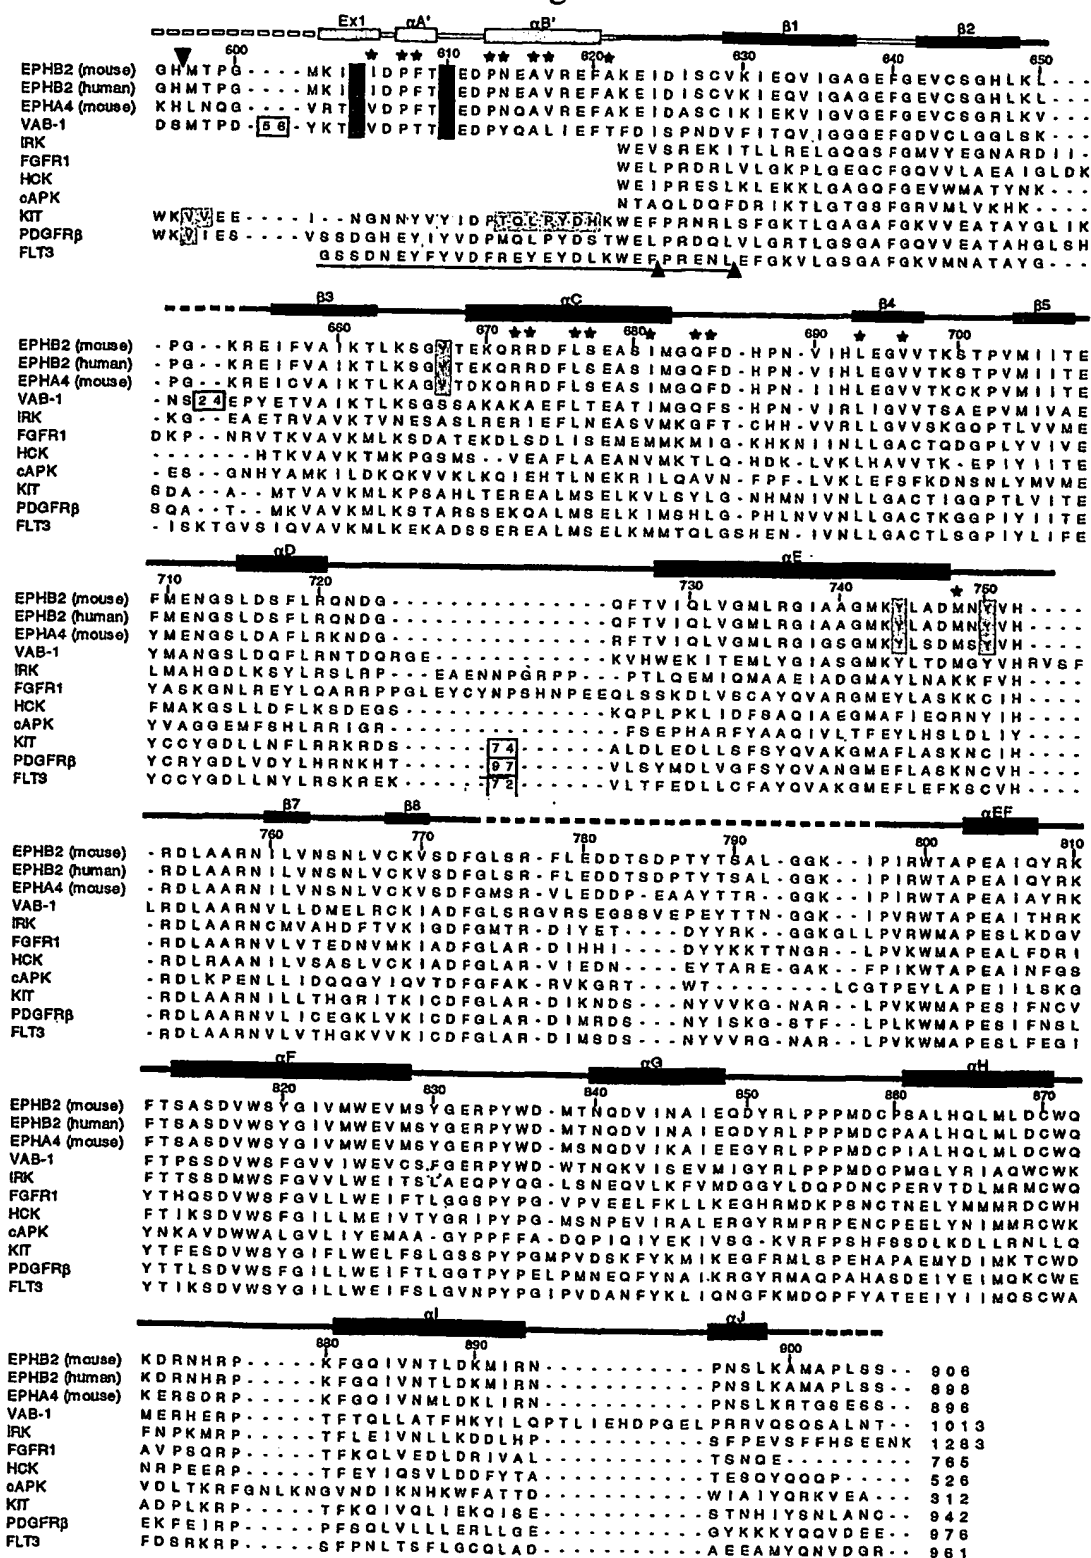 Ex1 αA' αB' β1 β2
600 610 620 630 640 650
EPHB2 (mouse) GHMTPG----MKI IDPFT EDPNEAVREFAKEIDISCVKIEQVIGAGEFGEVCSGHLKL---
EPHB2 (human) GHMTPG----MKI IDPFT EDPNEAVREFAKEIDISCVKIEQVIGAGEFGEVCSGHLKL---
EPHA4 (mouse) KHLNQG----VRT VDPFT EDPNQAVREFAKEIDASCIKIEKVIGVGEFGEVCSGRLKV---
VAB-1 DSMTPD-56-YKT VDPTT EDPYQALIEFTFDISPNDVFITQVIGGGEFGDVCLGGLSK----
IRK WEVSREKITLLRELGQGSFGMVYEGNARDII--
FGFR1 WELPRDRLVLGKPLGEGCFGQVVLAEAIGLDK
HCK WEIPRESLKLEKKLGAGQFGEVWMATYNK----
cAPK NTAQLDQFDRIKTLGTGSFGRVMLVKHK-----
KIT WKVVEE----I--NGNNYVYIDPTQLPYDHKWEFPRNRLSFGKTLGAGAFGKVVEATAYGLIK
PDGFRβ WKVIES----VSSDGHEYIYVDPMQLPYDSTWELPRDQLVLGRTLGSGAFGQVVEATAHGLSH
FLT3 GSSDNEYFYVDFREYEYDLKWEFPRENLEFGKVLGSGAFGKVMNATAYG---
β3 αC β4 β5
660 670 680 690 700
EPHB2 (mouse) -PG--KREIFVAIKTLKSGYTEKQRRDFLSEASIMGQFD-HPN-VIHLEGVVTKSTPVMIITE
EPHB2 (human) -PG--KREIFVAIKTLKSGYTEKQRRDFLSEASIMGQFD-HPN-VIHLEGVVTKSTPVMIITE
EPHA4 (mouse) -PG--KREICVAIKTLKAGYTDKQRRDFLSEASIMGQFD-HPN-IIHLEGVVTKCKPVMIITE
VAB-1 -NS24EPYETVAIKTLKSGSSAKAKAEFLTEATIMGQFS-HPN-VIRLIGVVTSAEPVMIVAE
IRK -KG--EAETRVAVKTVNESASLRERIEFLNEASVMKGFT-CHH-VVRLLGVVSKGQPTLVVME
FGFR1 DKP--NRVTKVAVKMLKSDATEKDLSDLISEMEMMKMIG-KHKNIINLLGACTQDGPLYVIVE
HCK -----HTKVAVKTMKPGSMS--VEAFLAEANVMKTLQ-HDK-LVKLHAVVTK-EPIYIITE
cAPK -ES--GNHYAMKILDKQKVVKLKQIEHTLNEKRILQAVN-FPF-LVKLEFSFKDNSNLYMVME
KIT SDA--A--MTVAVKMLKPSAHLTEREALMSELKVLSYLG-NHMNIVNLLGACTIGGPTLVITE
PDGFRβ SQA--T--MKVAVKMLKSTARSSEKQALMSELKIMSHLG-PHLNVVNLLGACTKGGPIYIITE
FLT3 -ISKTGVSIQVAVKMLKEKADSSEREALMSELKMMTQLGSHEN-IVNLLGACTLSGPIYLIFE
αD αE
710 720 730 740 750
EPHB2 (mouse) FMENGSLDSFLRQNDG---------------QFTVIQLVGMLRGIAAGMKYLADMNYVH----
EPHB2 (human) FMENGSLDSFLRQNDG---------------QFTVIQLVGMLRGIAAGMKYLADMNYVH----
EPHA4 (mouse) YMENGSLDAFLRKNDG---------------RFTVIQLVGMLRGIGSGMKYLSDMSYVH----
VAB-1 YMANGSLDQFLRNTDQRGE------------KVHWEKITEMLYGIASGMKYLTDMGYVHRVSF
IRK LMAHGDLKSYLRSLRP--EAENNPGRPP---PTLQEMIQMAAEIADGMAYLNAKKFVH----
FGFR1 YASKGNLREYLQARRPPGLEYCYNPSHNPEEQLSSKDLVSCAYQVARGMEYLASKKCIH----
HCK FMAKGSLLDFLKSDEGS--------------KQPLPKLIDFSAQIAEGMAFIEQRNYIH----
cAPK YVAGGEMFSHLRRIGR---------------FSEPHARFYAAQIVLTFEYLHSLDLIY----
KIT YCCYGDLLNFLRRKRDS------74------ALDLEDLLSFSYQVAKGMAFLASKNCIH----
PDGFRβ YCRYGDLVDYLHRNKHT------97------VLSYMDLVGFSYQVANGMEFLASKNCVH----
FLT3 YCCYGDLLNYLRSKREK------72------VLTFEDLLCFAYQVAKGMEFLEFKSCVH----
β7 β8 αEF
760 770 780 790 800 810
EPHB2 (mouse) -RDLAARNILVNSNLVCKVSDFGLSR-FLEDDTSDPTYTSAL-GGK--IPIRWTAPEAIQYRK
EPHB2 (human) -RDLAARNILVNSNLVCKVSDFGLSR-FLEDDTSDPTYTSAL-GGK--IPIRWTAPEAIQYRK
EPHA4 (mouse) -RDLAARNILVNSNLVCKVSDFGMSR-VLEDDP-EAAYTTR--GGK--IPIRWTAPEAIAYRK
VAB-1 LRDLAARNVLLDMELRCKIADFGLSRGVRSEGSSVEPEYTTN-GGK--IPVRWTAPEAITHRK
IRK -RDLAARNCMVAHDFTVKIGDFGMTR-DIYET----DYYRK--GGKGLLPVRWMAPESLKDGV
FGFR1 -RDLAARNVLVTEDNVMKIADFGLAR-DIHHI----DYYKKTTNGR--LPVKWMAPEALFDRI
HCK -RDLRAANILVSASLVCKIADFGLAR-VIEDN----EYTARE-GAK--FPIKWTAPEAINFGS
cAPK -RDLKPENLLIDQQGYIQVTDFGFAK-RVKGRT---WT-------LCGTPEYLAPEIILSKG
KIT -RDLAARNILLTHGRITKICDFGLAR-DIKNDS---NYVVKG-NAR--LPVKWMAPESIFNCV
PDGFRβ -RDLAARNVLICEGKLVKICDFGLAR-DIMRDS---NYISKG-STF--LPLKWMAPESIFNSL
FLT3 -RDLAARNVLVTHGKVVKICDFGLAR-DIMSDS---NYVVRG-NAR--LPVKWMAPESLFEGI
αF αG αH
820 830 840 850 860 870
EPHB2 (mouse) FTSASDVWSYGIVMWEVMSYGERPYWD-MTNQDVINAIEQDYRLPPPMDCPSALHQLMLDCWQ
EPHB2 (human) FTSASDVWSYGIVMWEVMSYGERPYWD-MTNQDVINAIEQDYRLPPPMDCPAALHQLMLDCWQ
EPHA4 (mouse) FTSASDVWSYGIVMWEVMSYGERPYWD-MSNQDVIKAIEEGYRLPPPMDCPIALHQLMLDCWQ
VAB-1 FTPSSDVWSFGVVIWEVCSFGERPYWD-WTNQKVISEVMIGYRLPPPMDCPMGLYRIAQWCWK
IRK FTTSSDMWSFGVVLWEITSLAEQPYQG-LSNEQVLKFVMDGGYLDQPDNCPERVTDLMRMCWQ
FGFR1 YTHQSDVWSFGVLLWEIFTLGGSPYPG-VPVEELFKLLKEGHRMDKPSNCTNELYMMMRDCWH
HCK FTIKSDVWSFGILLMEIVTYGRIPYPG-MSNPEVIRALERGYRMPRPENCPEELYNIMMRCWK
cAPK YNKAVDWWALGVLIYEMAA-GYPPFFA-DQPIQIYEKIVSG-KVRFPSHFSSDLKDLLRNLLQ
KIT YTFESDVWSYGIFLWELFSLGSSPYPGMPVDSKFYKMIKEGFRMLSPEHAPAEMYDIMKTCWD
PDGFRβ YTTLSDVWSFGILLWEIFTLGGTPYPELPMNEQFYNAIKRGYRMAQPAHASDEIYEIMQKCWE
FLT3 YTIKSDVWSYGILLWEIFSLGVNPYPGIPVDANFYKLIQNGFKMDQPFYATEEIYIIMQSCWA
αI αJ
880 890 900
EPHB2 (mouse) KDRNHRP-----KFGQIVNTLDKMIRN-----------PNSLKAMAPLSS-- 906
EPHB2 (human) KDRNHRP-----KFGQIVNTLDKMIRN-----------PNSLKAMAPLSS-- 898
EPHA4 (mouse) KERSDRP-----KFGQIVNMLDKLIRN-----------PNSLKRTGSESS-- 896
VAB-1 MERHERP-----TFTQLLATFHKYILQPTLIEHDPGELPRRVQSQSALNT-- 1013
IRK FNPKMRP-----TFLEIVNLLKDDLHP-----------SFPEVSFFHSEENK 1283
FGFR1 AVPSQRP-----TFKQLVEDLDRIVAL-----------TSNQE--------- 765
HCK NRPEERP-----TFEYIQSVLDDFYTA-----------TESQYQQQP----- 526
cAPK VDLTKRFGNLKNGVNDIKNHKWFATTD-----------WIAIYQRKVEA--- 312
KIT ADPLKRP-----TFKQIVQLIEKQISE-----------STNHIYSNLANC-- 942
PDGFRβ EKFEIRP-----PFSQLVLLLERLLGE-----------GYKKKYQQVDEE-- 976
FLT3 FDSRKRP-----SFPNLTSFLGCQLAD-----------AEEAMYQNVDGR-- 961